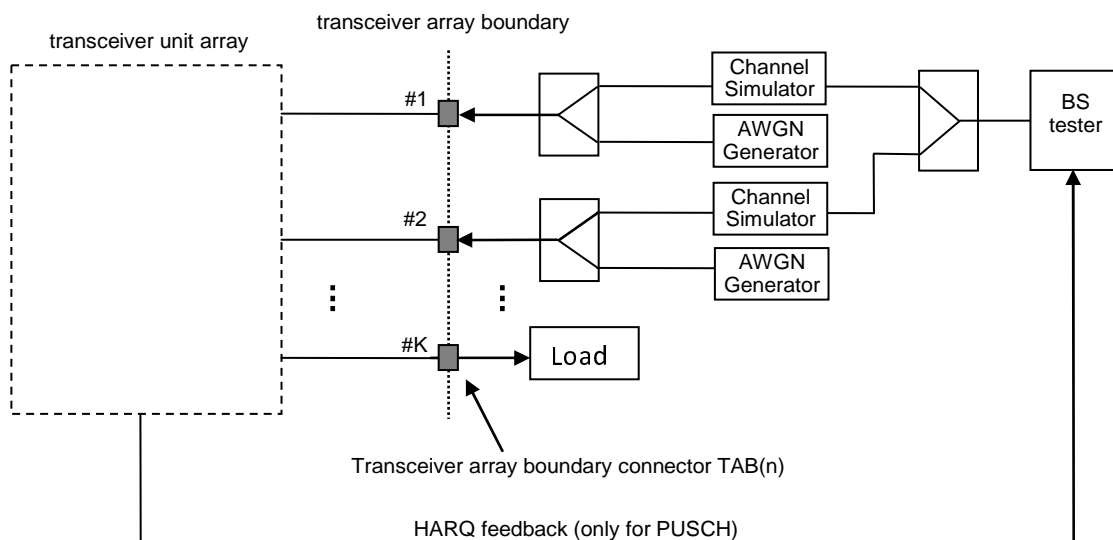 transceiver array boundary
transceiver unit array
#1
Channel
Simulator
BS
tester
AWGN
Generator
#2
Channel
Simulator
AWGN
Generator
#K
Load
Transceiver array boundary connector TAB(n)
HARQ feedback (only for PUSCH)